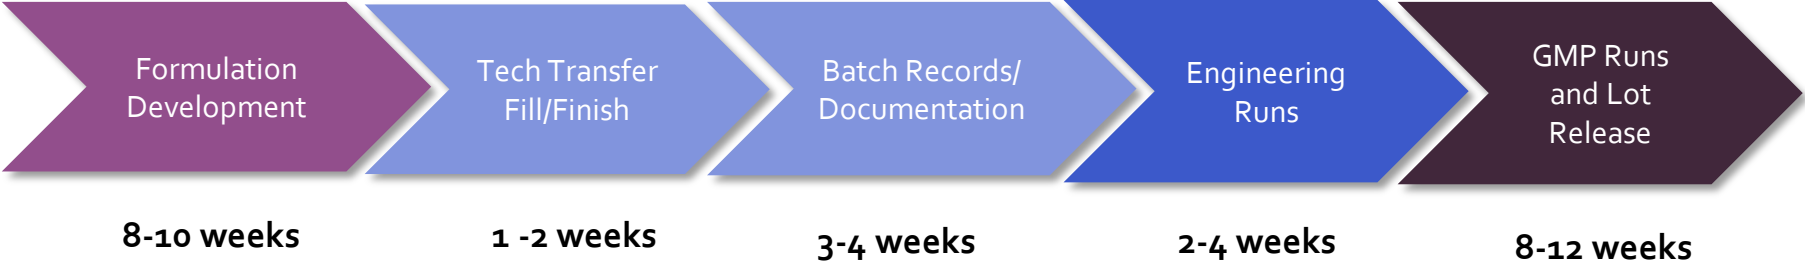 Formulation
Development
Tech Transfer
Fill/Finish
Batch Records/
Documentation
Engineering
Runs
GMP Runs
and Lot
Release
8-10 weeks
1 -2 weeks
3-4 weeks
2-4 weeks
8-12 weeks